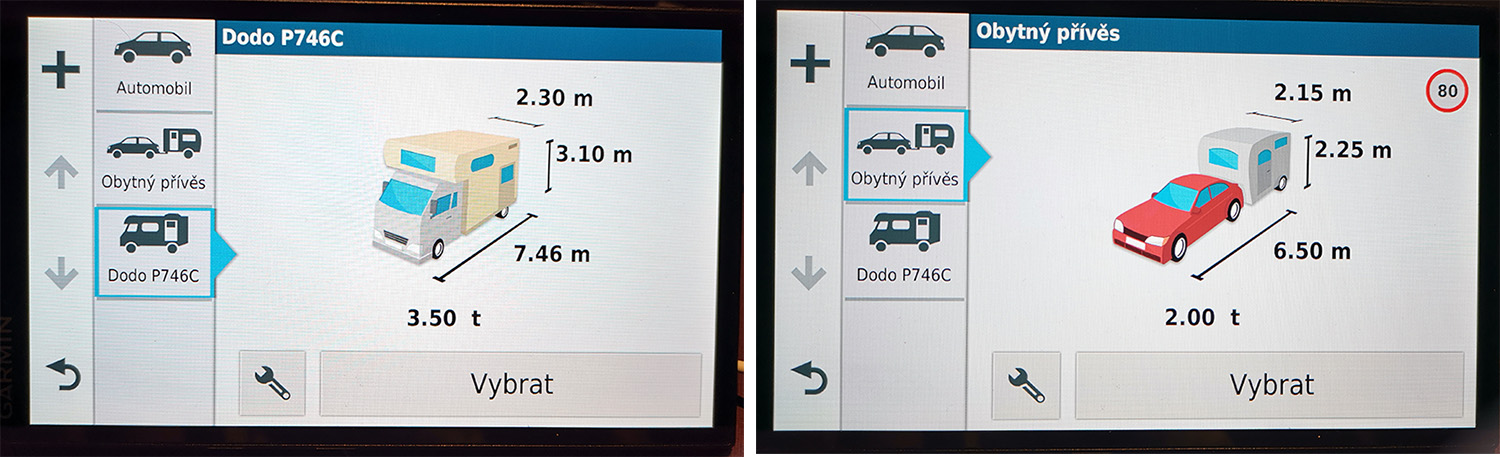 Dodo P746C
Automobil
Obytný přívěs
Dodo P746C
2.30 m
3.10 m
7.46 m
3.50 t
Vybrat
GARMIN
Obytný přívěs
Automobil
Obytný přívěs
Dodo P746C
80
2.15 m
2.25 m
6.50 m
2.00 t
Vybrat